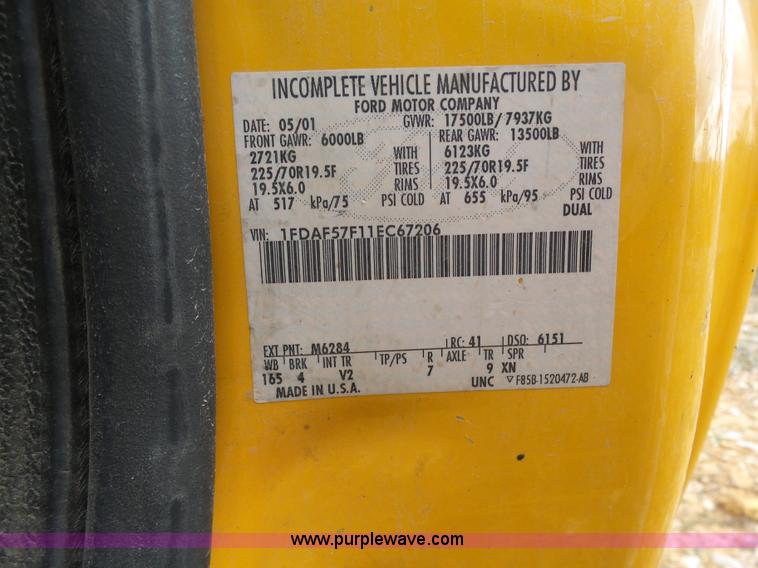 INCOMPLETE VEHICLE MANUFACTURED BY
FORD MOTOR COMPANY
DATE: 05/01 GVWR: 17500LB/ 7937KG
FRONT GAWR: 6000LB REAR GAWR: 13500LB
2721KG WITH 6123KG WITH
225/70R19.5F TIRES 225/70R19.5F TIRES
19.5X6.0 RIMS 19.5X6.0 RIMS
AT 517 kPa/75 PSI COLD AT 655 kPa/95 PSI COLD
DUAL
VIN: 1FDAF57F11EC67206
EXT PNT: M6284 RC: 41 DSO: 6151
WB BRK INT TR TP/PS R AXLE TR SPR
165 4 V2 7 9 XN
MADE IN U.S.A. UNC F85B-1520472-AB
www.purplewave.com